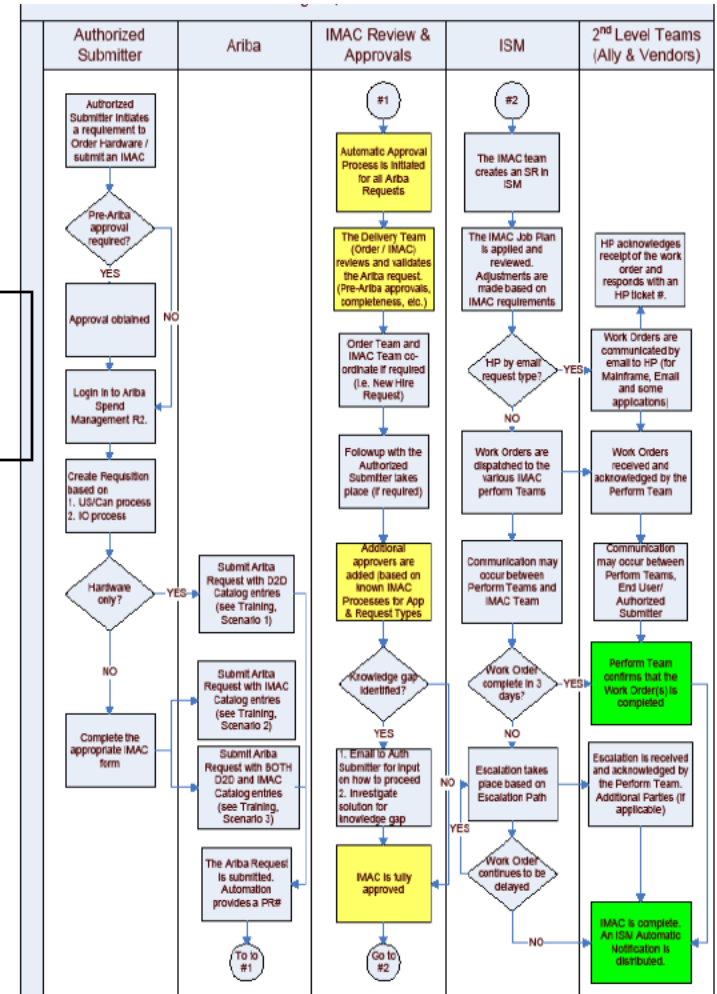 Authorized
Submitter
Ariba
IMAC Review &
Approvals
ISM
2nd Level Teams
(Ally & Vendors)
Authorized
Submitter Initiates
a requirement to
Order Hardware /
submit an IMAC
Pre-Ariba
approval
required?
YES
NO
Approval obtained
Login in to Ariba
Spend
Management R2.
Create Requisition
based on
1. US/Can process
2. IO process
Hardware
only?
YES
NO
Complete the
appropriate IMAC
form
Submit Ariba
Request with D2D
Catalog entries
(see Training,
Scenario 1)
Submit Ariba
Request with IMAC
Catalog entries
(see Training,
Scenario 2)
Submit Ariba
Request with BOTH
D2D and IMAC
Catalog entries
(see Training,
Scenario 3)
The Ariba Request
is submitted.
Automation
provides a PR#
To to
#1
#1
Automatic Approval
Process is Initiated
for all Ariba
Requests
The Delivery Team
(Order / IMAC)
reviews and validates
the Ariba request.
(Pre-Ariba approvals,
completeness, etc.)
Order Team and
IMAC Team co-
ordinate if required
(i.e. New Hire
Request)
Followup with the
Authorized
Submitter takes
place (if required)
Additional
approvers are
added (based on
known IMAC
Processes for App
& Request Types
Knowledge gap
identified?
YES
NO
1. Email to Auth
Submitter for input
on how to proceed
2. Investigate
solution for
knowledge gap
IMAC is fully
approved
Go to
#2
#2
The IMAC team
creates an SR in
ISM
The IMAC Job Plan
is applied and
reviewed.
Adjustments are
made based on
IMAC requirements
HP by email
request type?
YES
NO
Work Orders are
dispatched to the
various IMAC
perform Teams
Communication may
occur between
Perform Teams and
IMAC Team
Work Order
complete in 3
days?
YES
NO
Escalation takes
place based on
Escalation Path
YES
Work Order
continues to be
delayed
NO
HP acknowledges
receipt of the work
order and
responds with an
HP ticket #.
Work Orders are
communicated by
email to HP (for
Mainframe, Email
and some
applications)
Work Orders
received and
acknowledged by the
Perform Team
Communication
may occur between
Perform Teams,
End User/
Authorized
Submitter
Perform Team
confirms that the
Work Order(s) is
completed
Escalation is received
and acknowledged by
the Perform Team.
Additional Parties (if
applicable)
IMAC is complete.
An ISM Automatic
Notification is
distributed.